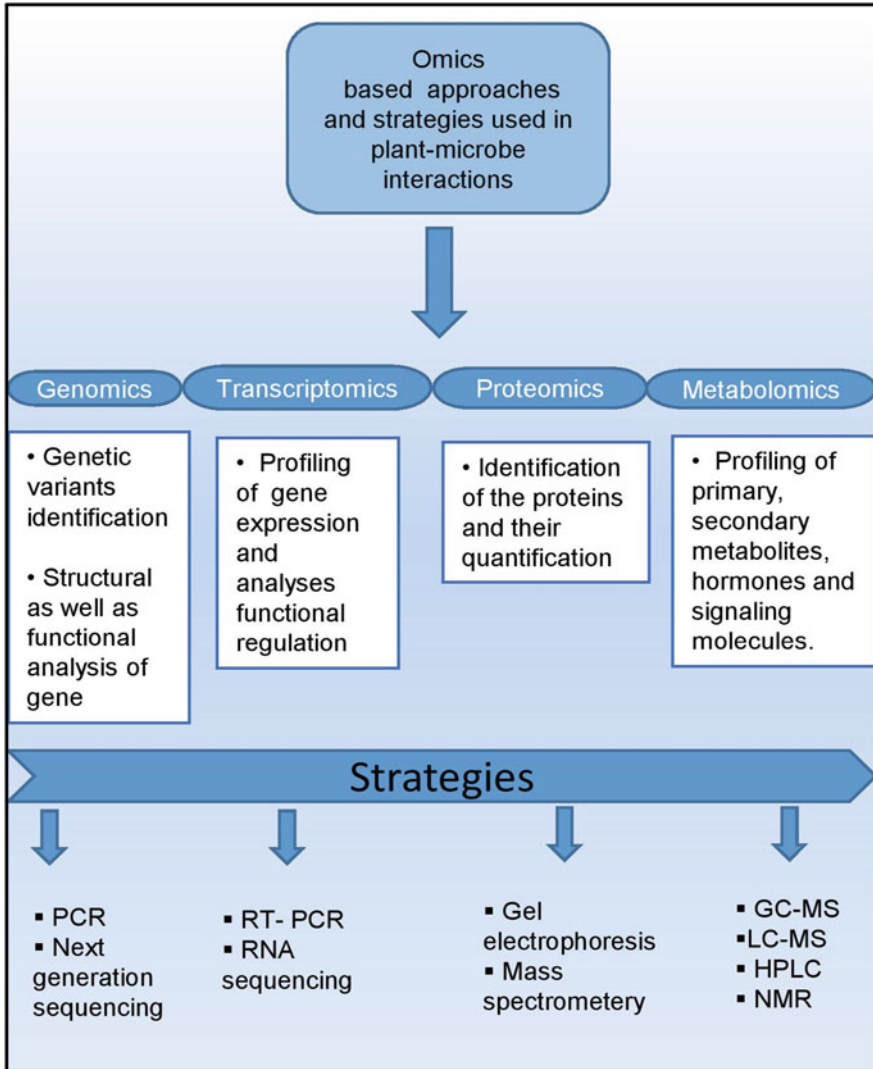 Omics
based approaches
and strategies used in
plant-microbe
interactions
Genomics
Transcriptomics
Proteomics
Metabolomics
• Genetic
variants
identification
• Structural
as well as
functional
analysis of
gene
• Profiling
of gene
expression
and
analyses
functional
regulation
• Identification
of the proteins
and their
quantification
• Profiling of
primary,
secondary
metabolites,
hormones and
signaling
molecules.
Strategies
▪ PCR
▪ Next
generation
sequencing
▪ RT- PCR
▪ RNA
sequencing
▪ Gel
electrophoresis
▪ Mass
spectrometery
▪ GC-MS
▪LC-MS
▪ HPLC
▪ NMR